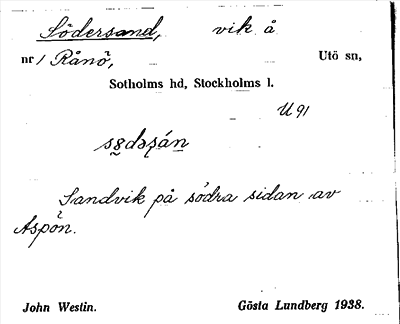 Södersand, vik å
nr 1 Rånö, Utö sn,
Sotholms hd, Stockholms l.
U 91
Sandvik på södra sidan av
Aspön.
John Westin. Gösta Lundberg 1938.